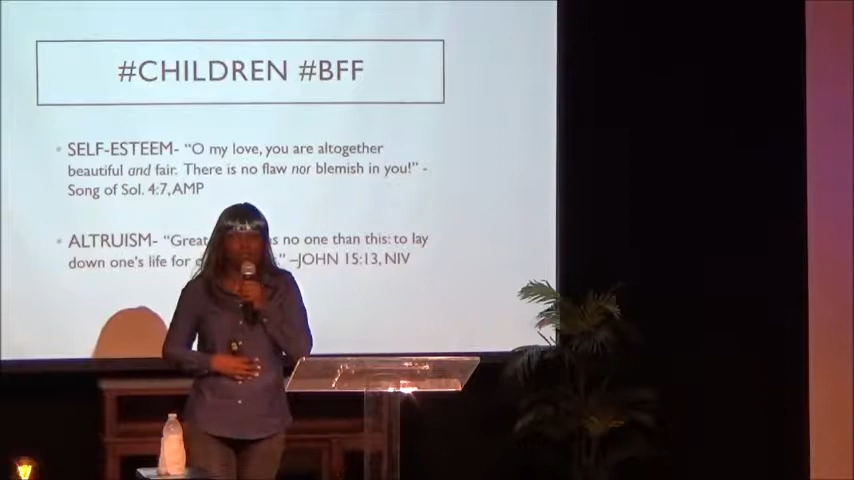 #CHILDREN #BFF
• SELF-ESTEEM- “O my love, you are altogether
beautiful and fair. There is no flaw nor blemish in you!” -
Song of Sol. 4:7, AMP
• ALTRUISM- “Great s no one than this: to lay
down one's life for .” –JOHN 15:13, NIV